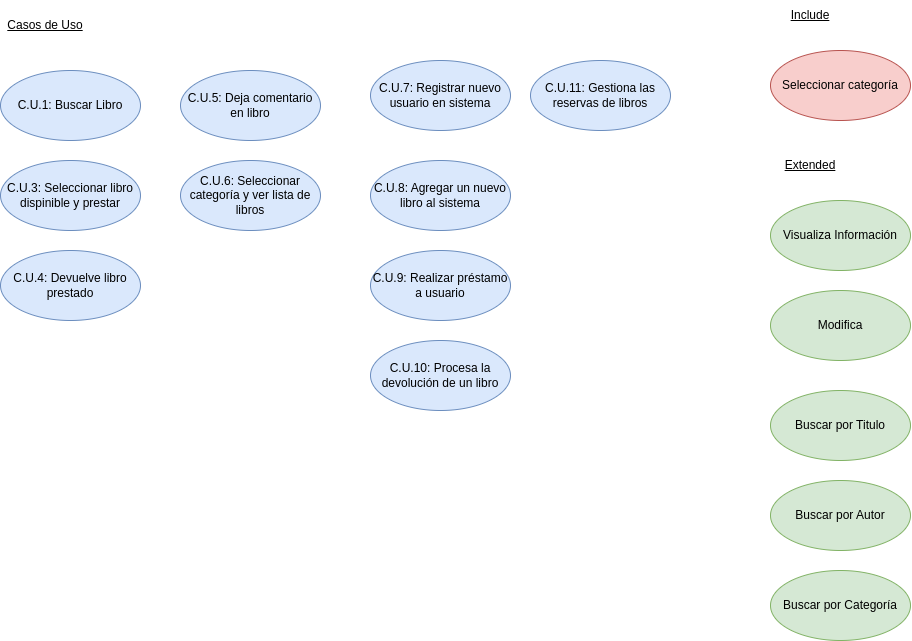 Casos de Uso
C.U.1: Buscar Libro
C.U.3: Seleccionar libro
dispinible y prestar
C.U.4: Devuelve libro
prestado
C.U.5: Deja comentario
en libro
C.U.6: Seleccionar
categoría y ver lista de
libros
C.U.7: Registrar nuevo
usuario en sistema
C.U.8: Agregar un nuevo
libro al sistema
C.U.9: Realizar préstamo
a usuario
C.U.10: Procesa la
devolución de un libro
C.U.11: Gestiona las
reservas de libros
Include
Seleccionar categoría
Extended
Visualiza Información
Modifica
Buscar por Titulo
Buscar por Autor
Buscar por Categoría